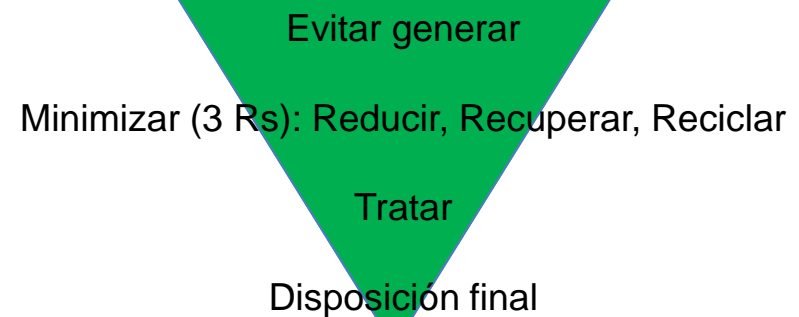 Evitar generar
Minimizar (3 Rs): Reducir, Recuperar, Reciclar
Tratar
Disposición final